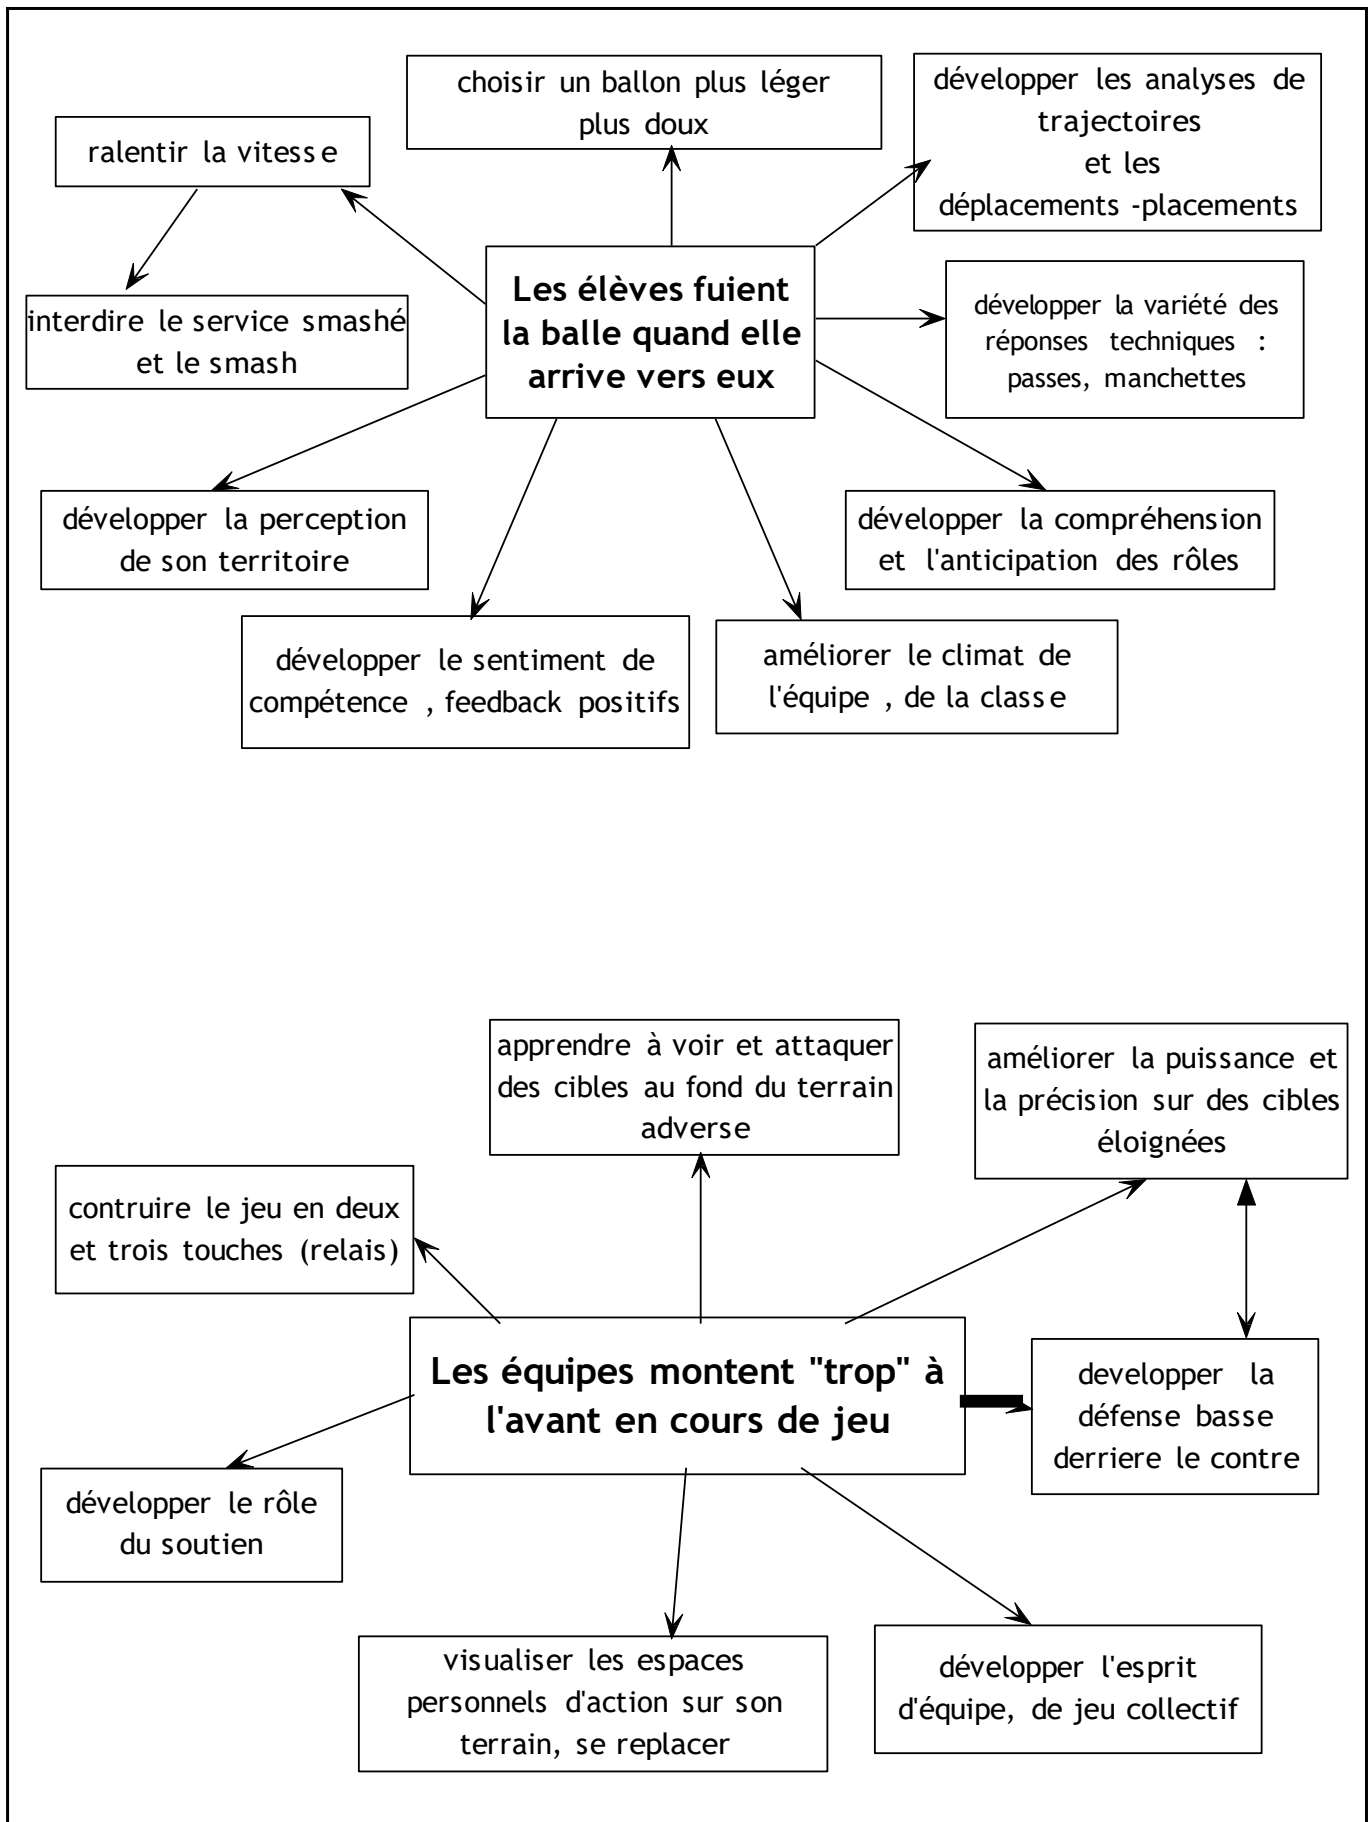 choisir un ballon plus léger
plus doux
développer les analyses de
trajectoires
et les
déplacements -placements
ralentir la vitesse
interdire le service smashé
et le smash
Les élèves fuient
la balle quand elle
arrive vers eux
développer la variété des
réponses techniques :
passes, manchettes
développer la perception
de son territoire
développer la compréhension
et l'anticipation des rôles
développer le sentiment de
compétence , feedback positifs
améliorer le climat de
l'équipe , de la classe
apprendre à voir et attaquer
des cibles au fond du terrain
adverse
améliorer la puissance et
la précision sur des cibles
éloignées
contruire le jeu en deux
et trois touches (relais)
Les équipes montent "trop" à
l'avant en cours de jeu
developper la
défense basse
derriere le contre
développer le rôle
du soutien
visualiser les espaces
personnels d'action sur son
terrain, se replacer
développer l'esprit
d'équipe, de jeu collectif